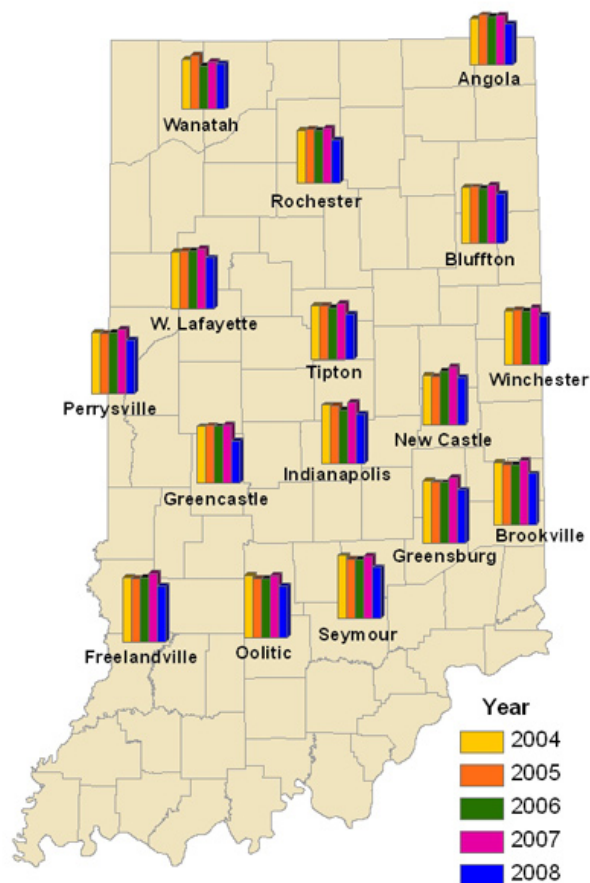 Angola
Wanatah
Rochester
Bluffton
W. Lafayette
Tipton
Winchester
Perrysville
New Castle
Indianapolis
Greencastle
Brookville
Greensburg
Seymour
Oolitic
Freelandville
Year
2004
2005
2006
2007
2008